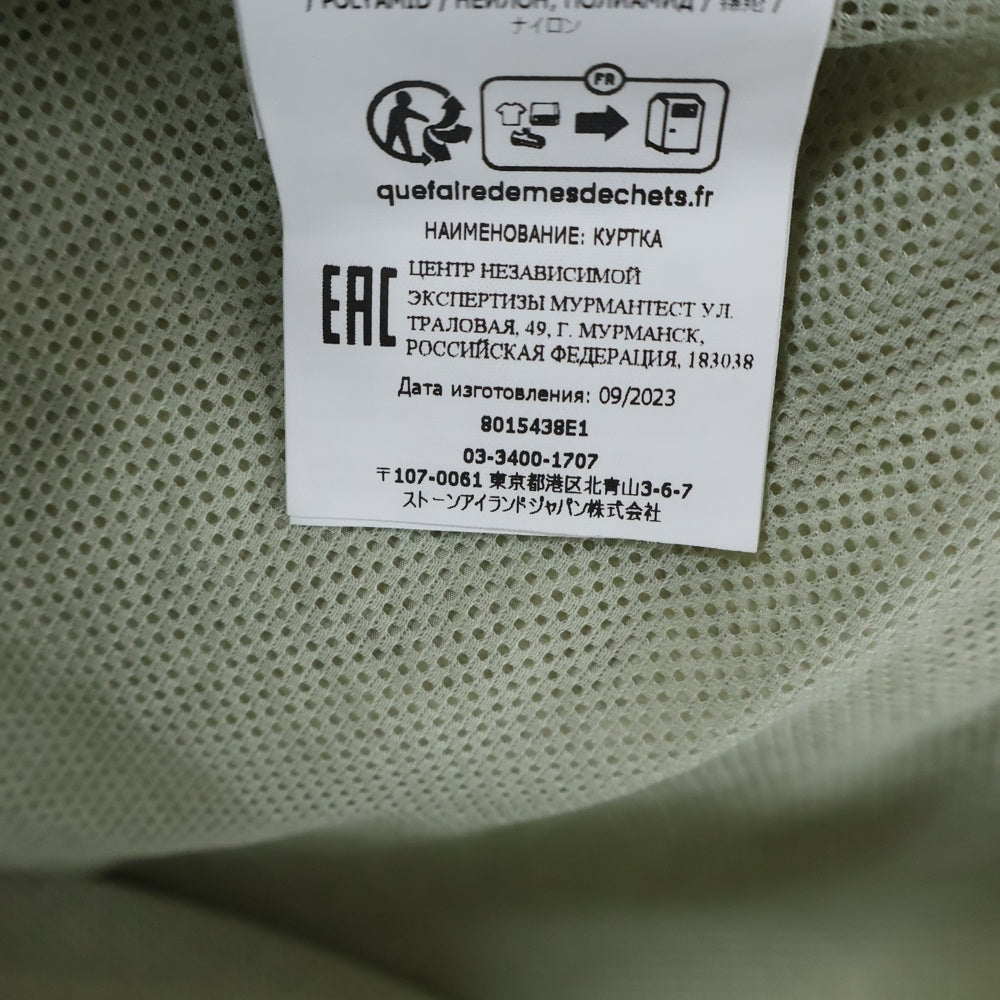 / POLYAMID / НЕЙЛОН, ПОЛИАМИД / 锦纶 /
ナイロン
FR
quefairedemesdechets.fr
НАИМЕНОВАНИЕ: КУРТКА
EAC
ЦЕНТР НЕЗАВИСИМОЙ
ЭКСПЕРТИЗЫ МУРМАНТЕСТ УЛ.
ТРАЛОВАЯ, 49, Г. МУРМАНСК,
РОССИЙСКАЯ ФЕДЕРАЦИЯ, 183038
Дата изготовления: 09/2023
8015438E1
03-3400-1707
〒107-0061 東京都港区北青山3-6-7
ストーンアイランドジャパン株式会社